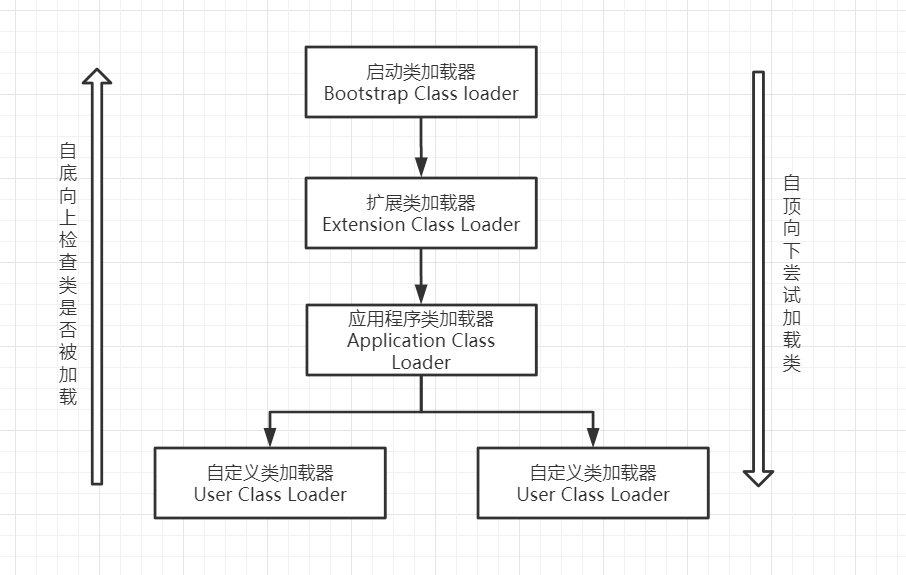 启动类加载器
Bootstrap Class loader
扩展类加载器
Extension Class Loader
应用程序类加载器
Application Class
Loader
自定义类加载器
User Class Loader
自定义类加载器
User Class Loader
自底向上检查类是否被加载
自顶向下尝试加载类